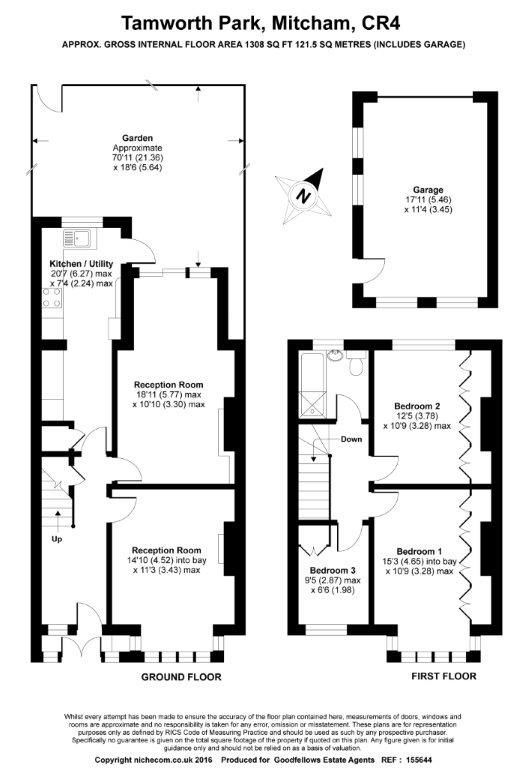 Tamworth Park, Mitcham, CR4
APPROX. GROSS INTERNAL FLOOR AREA 1308 SQ FT 121.5 SQ METRES (INCLUDES GARAGE)
Garden
Approximate
70'11 (21.36)
x 18'6 (5.64)
N
Garage
17'11 (5.46)
x 11'4 (3.45)
Kitchen / Utility
20'7 (6.27) max
x 7'4 (2.24) max
Reception Room
18'11 (5.77) max
x 10'10 (3.30) max
Up
Reception Room
14'10 (4.52) into bay
x 11'3 (3.43) max
GROUND FLOOR
Bedroom 2
12'5 (3.78)
x 10'9 (3.28) max
Down
Bedroom 1
15'3 (4.65) into bay
x 10'9 (3.28) max
Bedroom 3
9'5 (2.87) max
x 6'6 (1.98)
FIRST FLOOR
Whilst every attempt has been made to ensure the accuracy of the floor plan contained here, measurements of doors, windows and
rooms are approximate and no responsibility is taken for any error, omission or misstatement. These plans are for representation
purposes only as defined by RICS Code of Measuring Practice and should be used as such by any prospective purchaser.
Specifically no guarantee is given on the total square footage of the property if quoted on this plan. Any figure given is for initial
guidance only and should not be relied on as a basis of valuation.
Copyright nichecom.co.uk 2016 Produced for Goodfellows Estate Agents REF : 155644